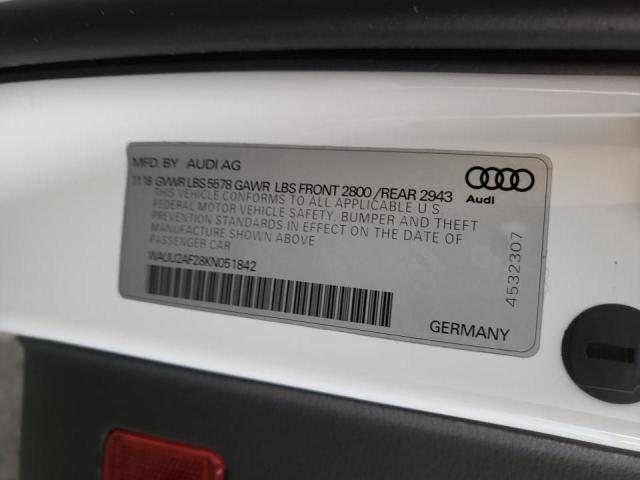 MFD. BY AUDI AG
11 18 GVWR LBS 5578 GAWR LBS FRONT 2800 / REAR 2943
THIS VEHICLE CONFORMS TO ALL APPLICABLE U S
FEDERAL MOTOR VEHICLE SAFETY, BUMPER AND THEFT
PREVENTION STANDARDS IN EFFECT ON THE DATE OF
MANUFACTURE SHOWN ABOVE
PASSENGER CAR
WAUU2AF28KN051842
GERMANY
Audi
4532307